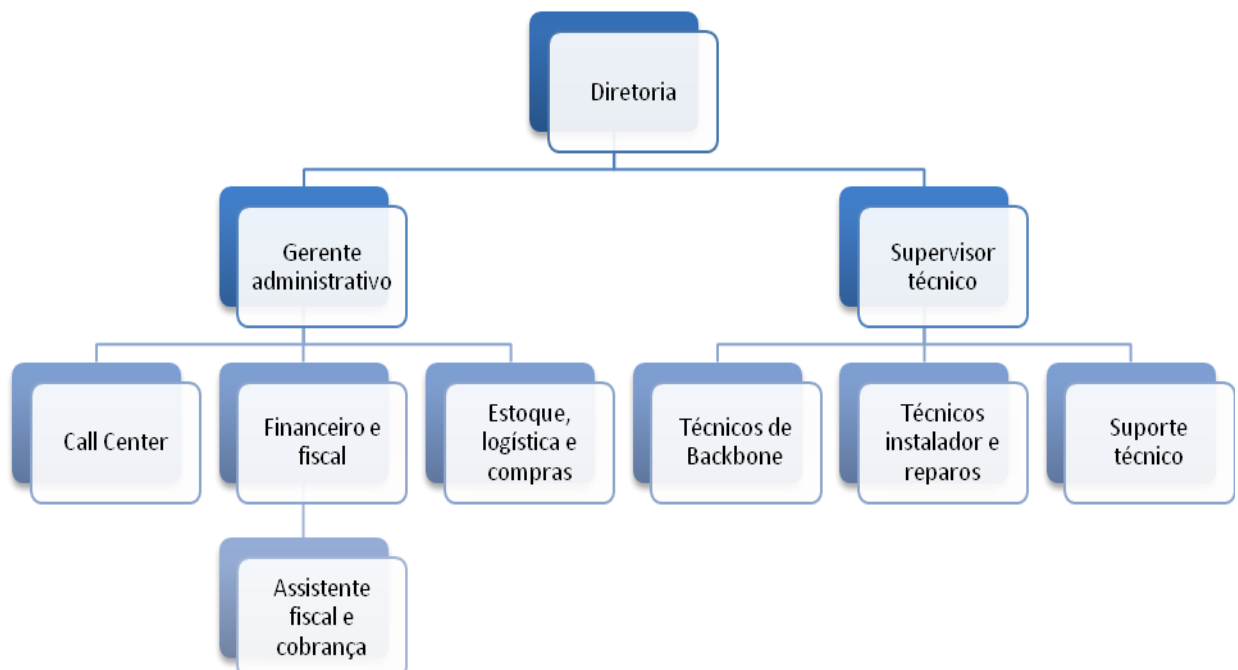 Diretoria
Gerente
administrativo
Supervisor
técnico
Call Center
Financeiro e
fiscal
Estoque,
logística e
compras
Técnicos de
Backbone
Técnicos
instalador e
reparos
Suporte
técnico
Assistente
fiscal e
cobrança